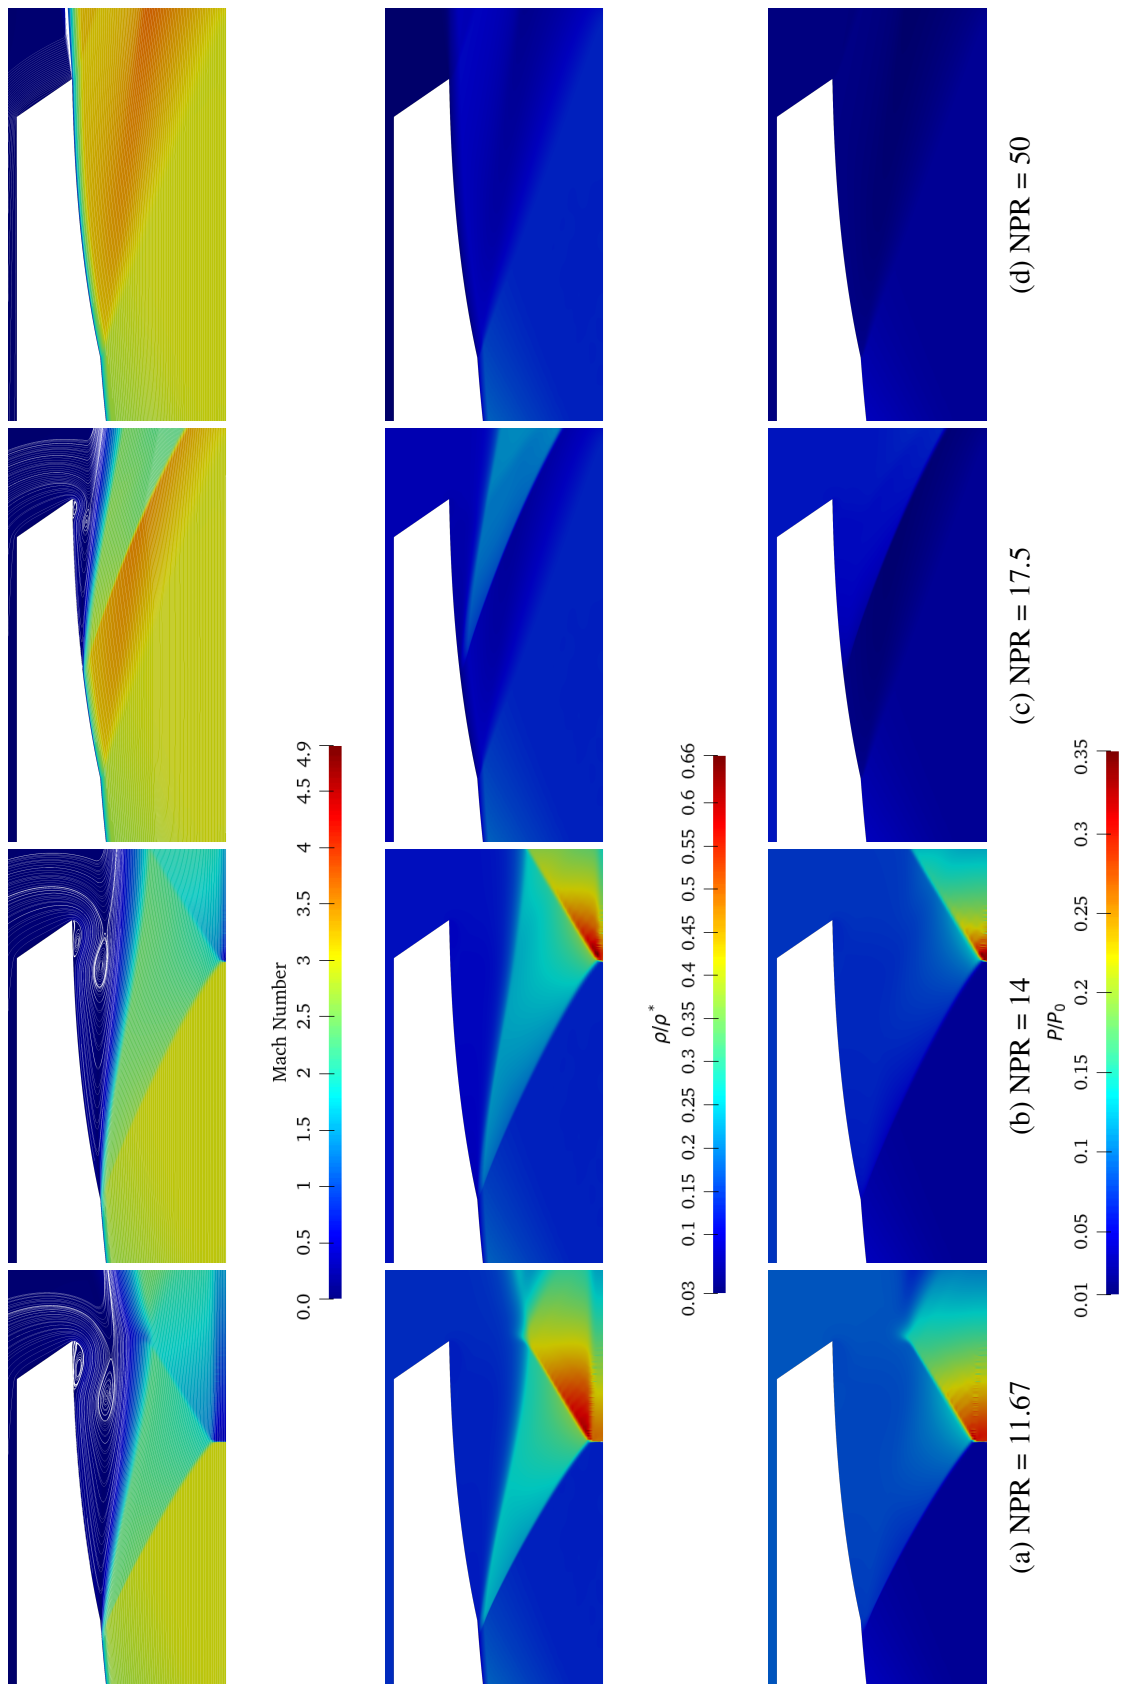 Mach Number
0.0 0.5 1 1.5 2 2.5 3 3.5 4 4.5 4.9
ρ/ρ*
0.03 0.1 0.15 0.2 0.25 0.3 0.35 0.4 0.45 0.5 0.55 0.6 0.66
P/P₀
0.01 0.05 0.1 0.15 0.2 0.25 0.3 0.35
(a) NPR = 11.67
(b) NPR = 14
(c) NPR = 17.5
(d) NPR = 50